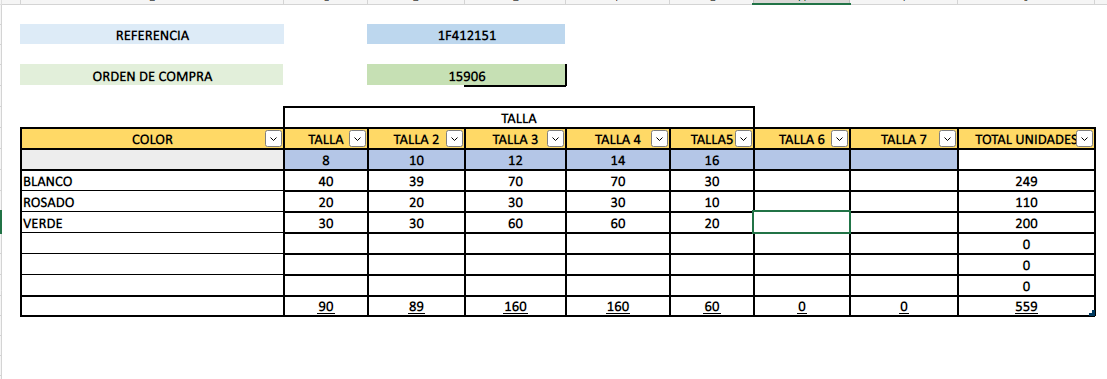 REFERENCIA 1F412151
ORDEN DE COMPRA 15906
TALLA
COLOR TALLA TALLA 2 TALLA 3 TALLA 4 TALLA5 TALLA 6 TALLA 7 TOTAL UNIDADES
8 10 12 14 16
BLANCO 40 39 70 70 30 249
ROSADO 20 20 30 30 10 110
VERDE 30 30 60 60 20 200
0
0
0
90 89 160 160 60 0 0 559